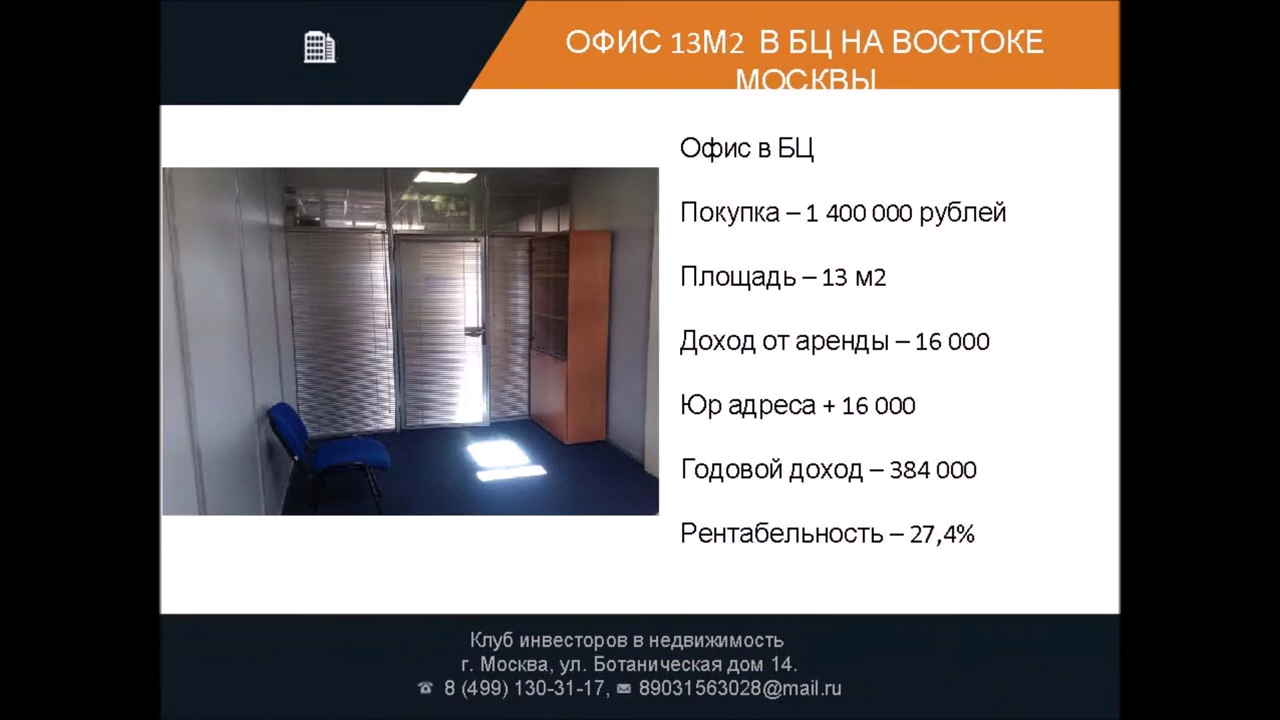 ОФИС 13М2 В БЦ НА ВОСТОКЕ
МОСКВЫ
Офис в БЦ
Покупка – 1 400 000 рублей
Площадь – 13 м2
Доход от аренды – 16 000
Юр адреса + 16 000
Годовой доход – 384 000
Рентабельность – 27,4%
Клуб инвесторов в недвижимость
г. Москва, ул. Ботаническая дом 14.
8 (499) 130-31-17, 89031563028@mail.ru